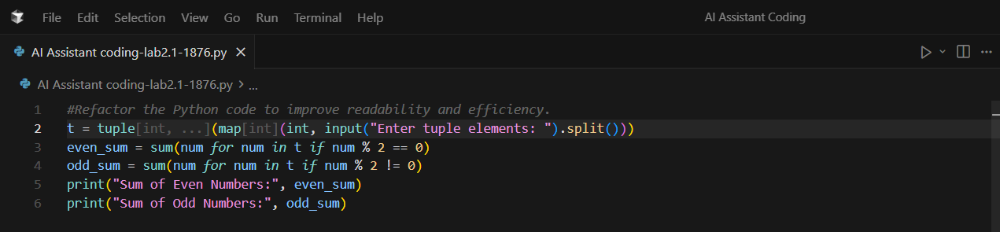 File Edit Selection View Go Run Terminal Help AI Assistant Coding
AI Assistant coding-lab2.1-1876.py
AI Assistant coding-lab2.1-1876.py > ...
1 #Refactor the Python code to improve readability and efficiency.
2 t = tuple[int, ...](map[int](int, input("Enter tuple elements: ").split()))
3 even_sum = sum(num for num in t if num % 2 == 0)
4 odd_sum = sum(num for num in t if num % 2 != 0)
5 print("Sum of Even Numbers:", even_sum)
6 print("Sum of Odd Numbers:", odd_sum)